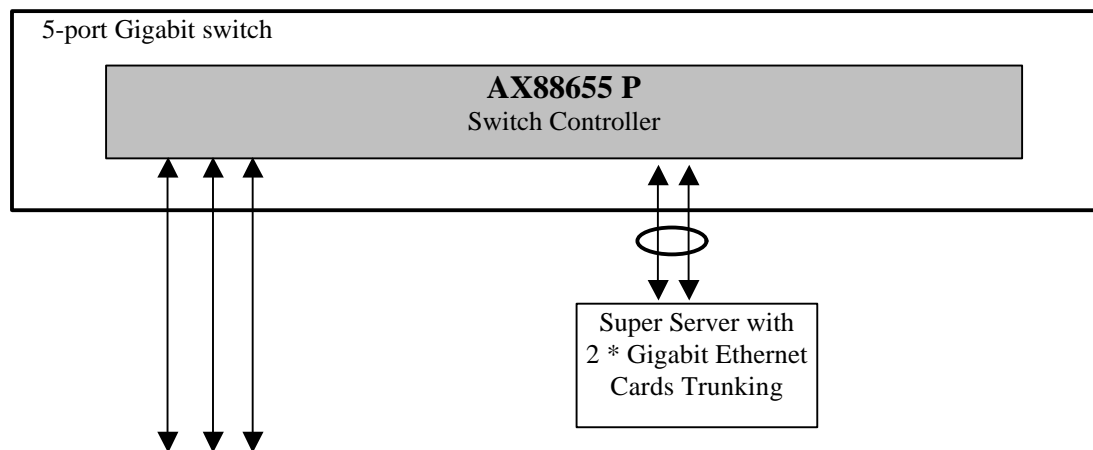 5-port Gigabit switch
AX88655 P
Switch Controller
Super Server with
2 * Gigabit Ethernet
Cards Trunking